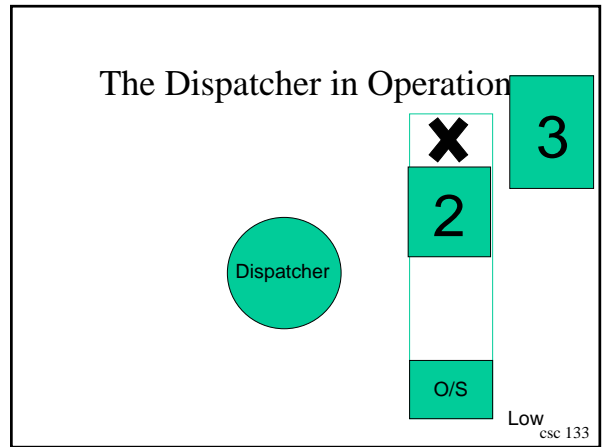 The Dispatcher in Operation
3
2
Dispatcher
O/S
Low
csc 133